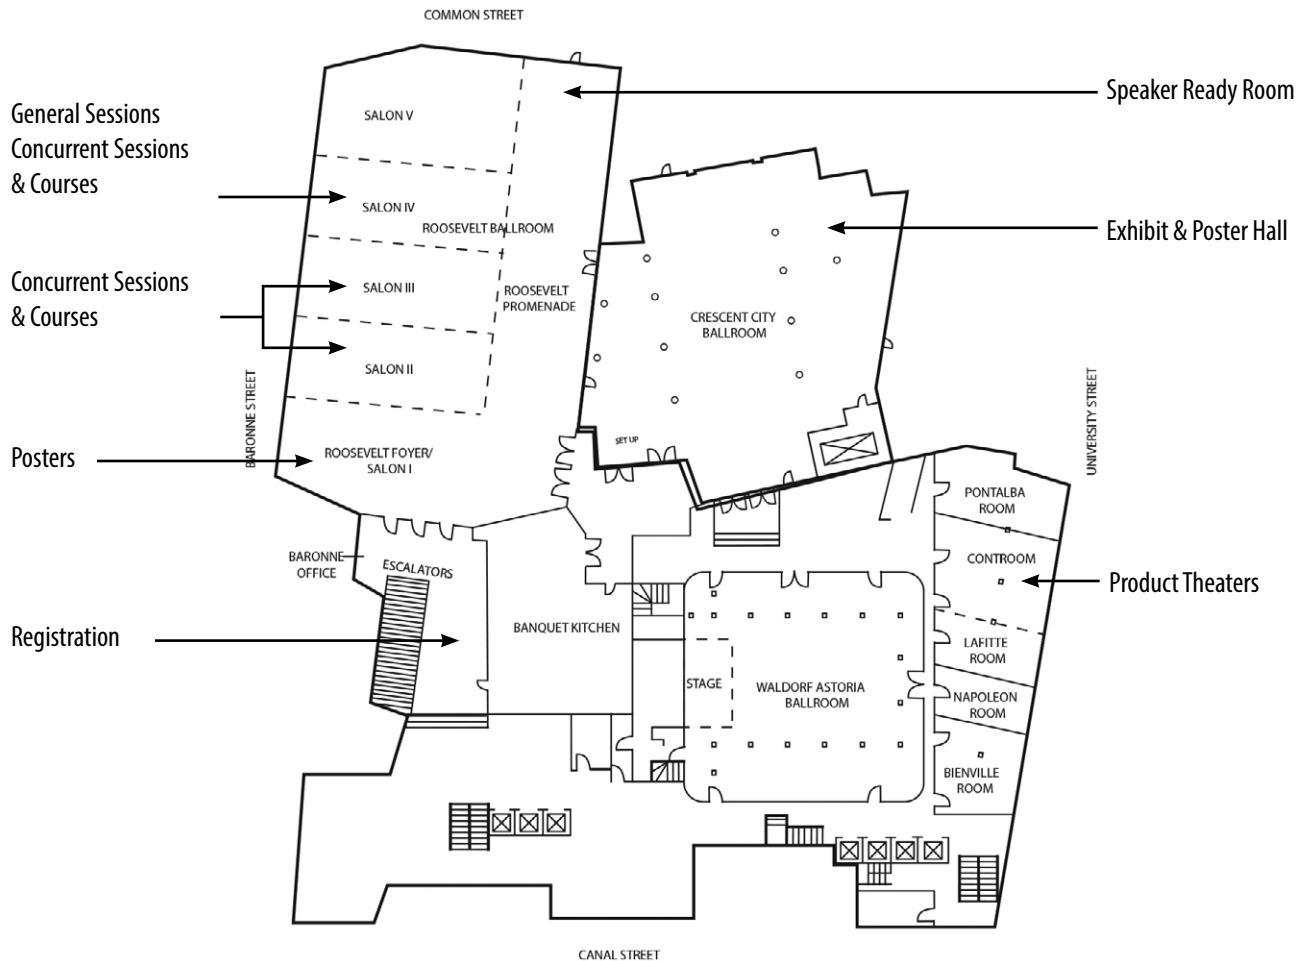 COMMON STREET
General Sessions
Concurrent Sessions
& Courses
Concurrent Sessions
& Courses
Posters
Registration
Speaker Ready Room
Exhibit & Poster Hall
Product Theaters
SALON V
SALON IV
ROOSEVELT BALLROOM
SALON III
ROOSEVELT
PROMENADE
SALON II
ROOSEVELT FOYER/
SALON I
BARONNE STREET
CRESCENT CITY
BALLROOM
SET UP
UNIVERSITY STREET
BARONNE
OFFICE
ESCALATORS
BANQUET KITCHEN
STAGE
WALDORF ASTORIA
BALLROOM
PONTALBA
ROOM
CONTI ROOM
LAFITTE
ROOM
NAPOLEON
ROOM
BIENVILLE
ROOM
CANAL STREET